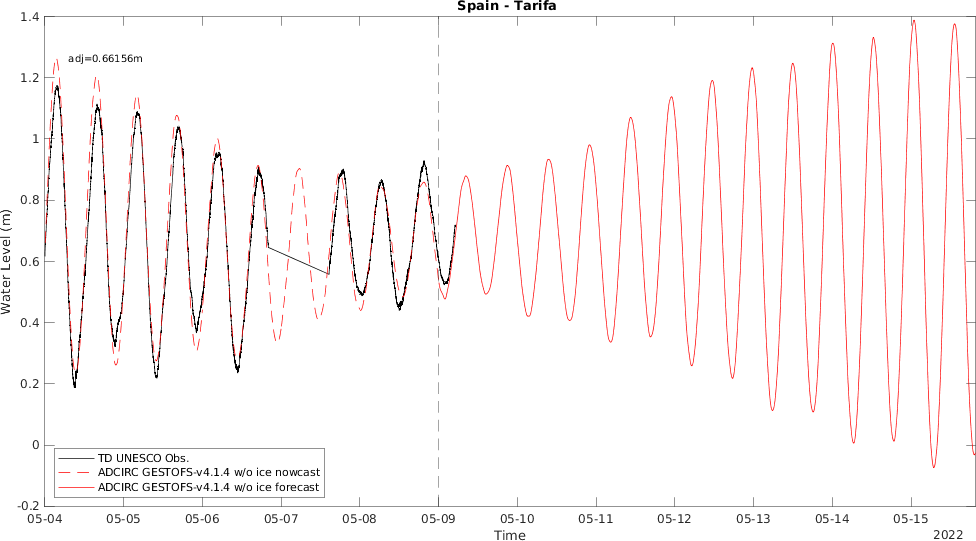 Spain - Tarifa
adj=0.66156m
1.4
1.2
1
0.8
0.6
0.4
0.2
0
-0.2
Water Level (m)
TD UNESCO Obs.
ADCIRC GESTOFS-v4.1.4 w/o ice nowcast
ADCIRC GESTOFS-v4.1.4 w/o ice forecast
05-04 05-05 05-06 05-07 05-08 05-09 05-10 05-11 05-12 05-13 05-14 05-15
Time
2022